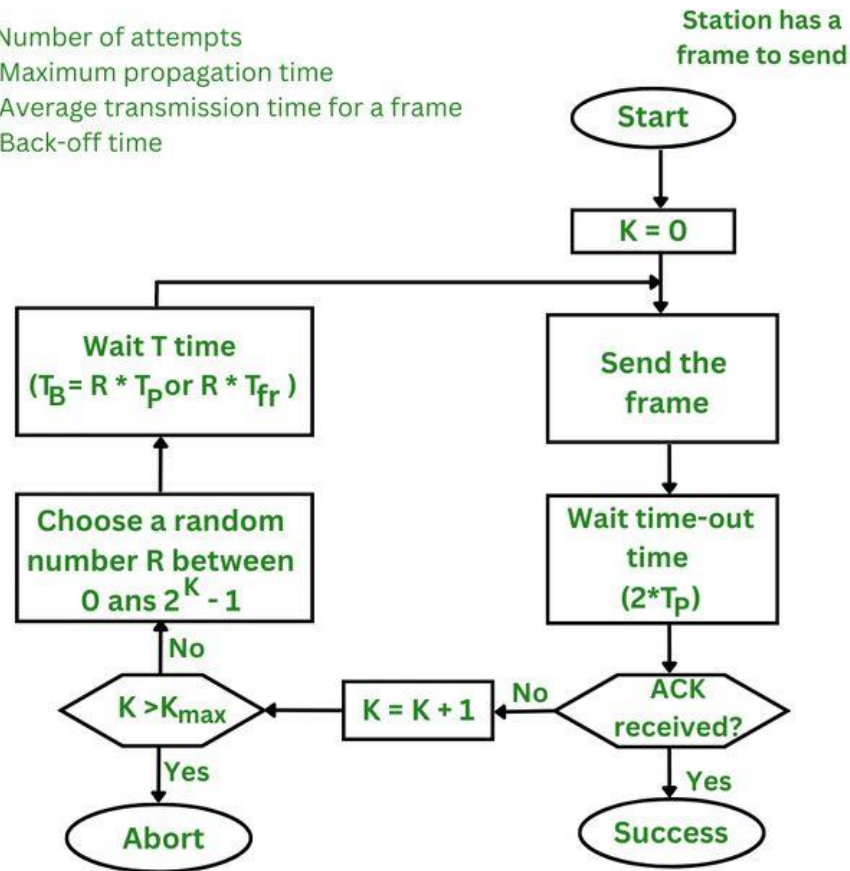 Number of attempts
Maximum propagation time
Average transmission time for a frame
Back-off time
Station has a
frame to send
Start
K = 0
Wait T time
(T_B = R * T_P or R * T_fr )
Send the
frame
Choose a random
number R between
0 ans 2^K - 1
Wait time-out
time
(2*T_P)
No
K >K_max
K = K + 1
No
ACK
received?
Yes
Yes
Abort
Success